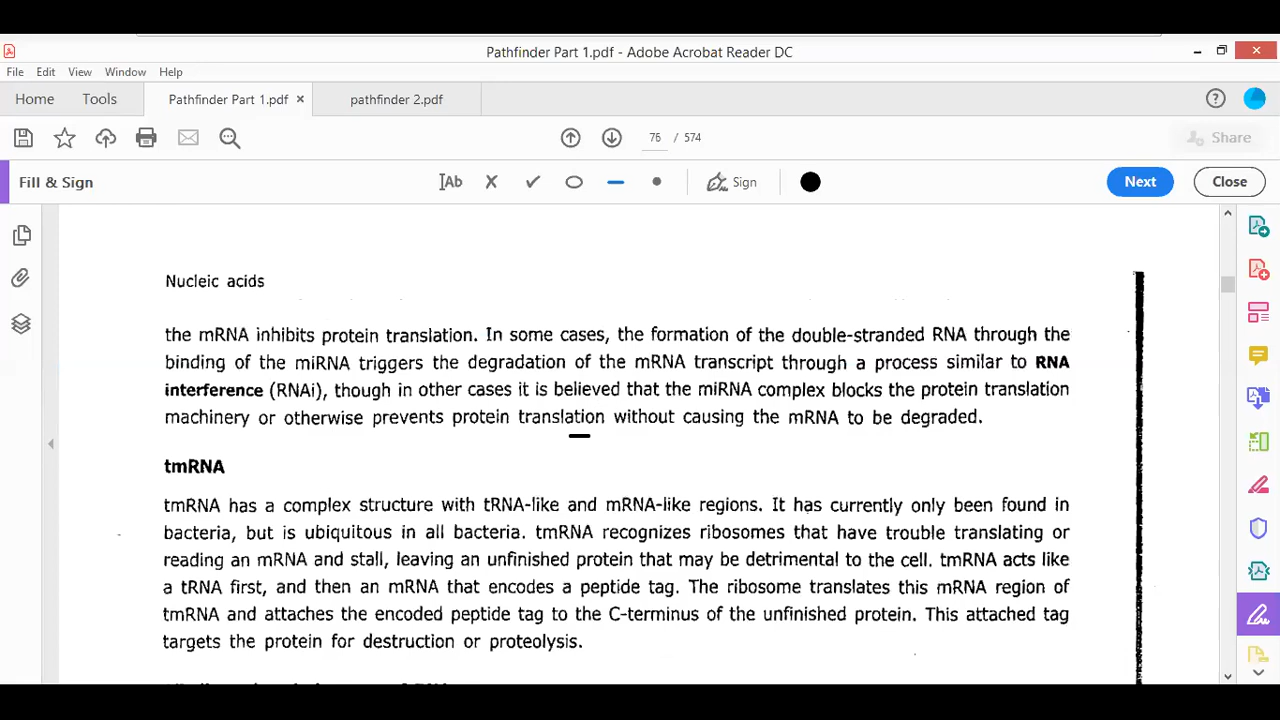 Pathfinder Part 1.pdf - Adobe Acrobat Reader DC
File Edit View Window Help
Home Tools Pathfinder Part 1.pdf × pathfinder 2.pdf
76 / 574 Share
Fill & Sign Ab Sign Next Close
Nucleic acids
the mRNA inhibits protein translation. In some cases, the formation of the double-stranded RNA through the
binding of the miRNA triggers the degradation of the mRNA transcript through a process similar to RNA
interference (RNAi), though in other cases it is believed that the miRNA complex blocks the protein translation
machinery or otherwise prevents protein translation without causing the mRNA to be degraded.
tmRNA
tmRNA has a complex structure with tRNA-like and mRNA-like regions. It has currently only been found in
bacteria, but is ubiquitous in all bacteria. tmRNA recognizes ribosomes that have trouble translating or
reading an mRNA and stall, leaving an unfinished protein that may be detrimental to the cell. tmRNA acts like
a tRNA first, and then an mRNA that encodes a peptide tag. The ribosome translates this mRNA region of
tmRNA and attaches the encoded peptide tag to the C-terminus of the unfinished protein. This attached tag
targets the protein for destruction or proteolysis.